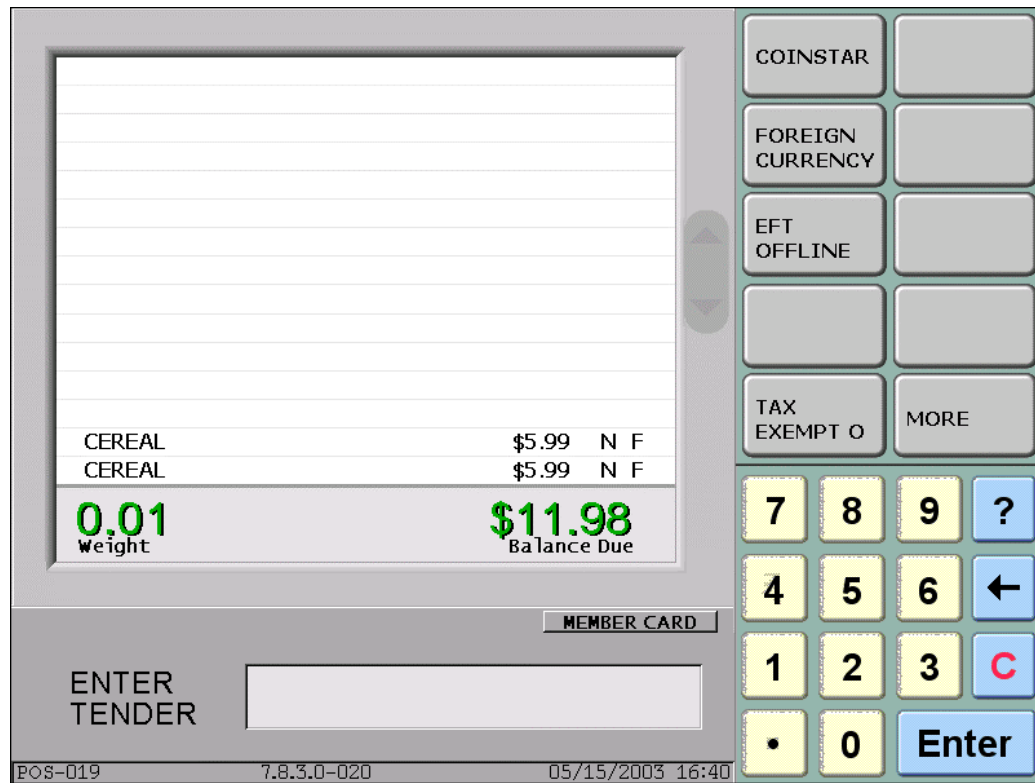 COINSTAR
FOREIGN
CURRENCY
EFT
OFFLINE
TAX
EXEMPT O
MORE
CEREAL $5.99 N F
CEREAL $5.99 N F
0.01 $11.98
Weight Balance Due
MEMBER CARD
ENTER
TENDER
7 8 9 ?
4 5 6 ←
1 2 3 C
. 0 Enter
POS-019 7.8.3.0-020 05/15/2003 16:40